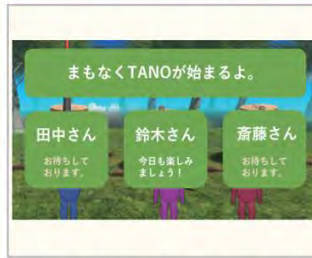 まもなくTANOが始まるよ。
田中さん
お待ちして
おります。
鈴木さん
今日も楽しみ
ましょう！
斎藤さん
お待ちして
おります。